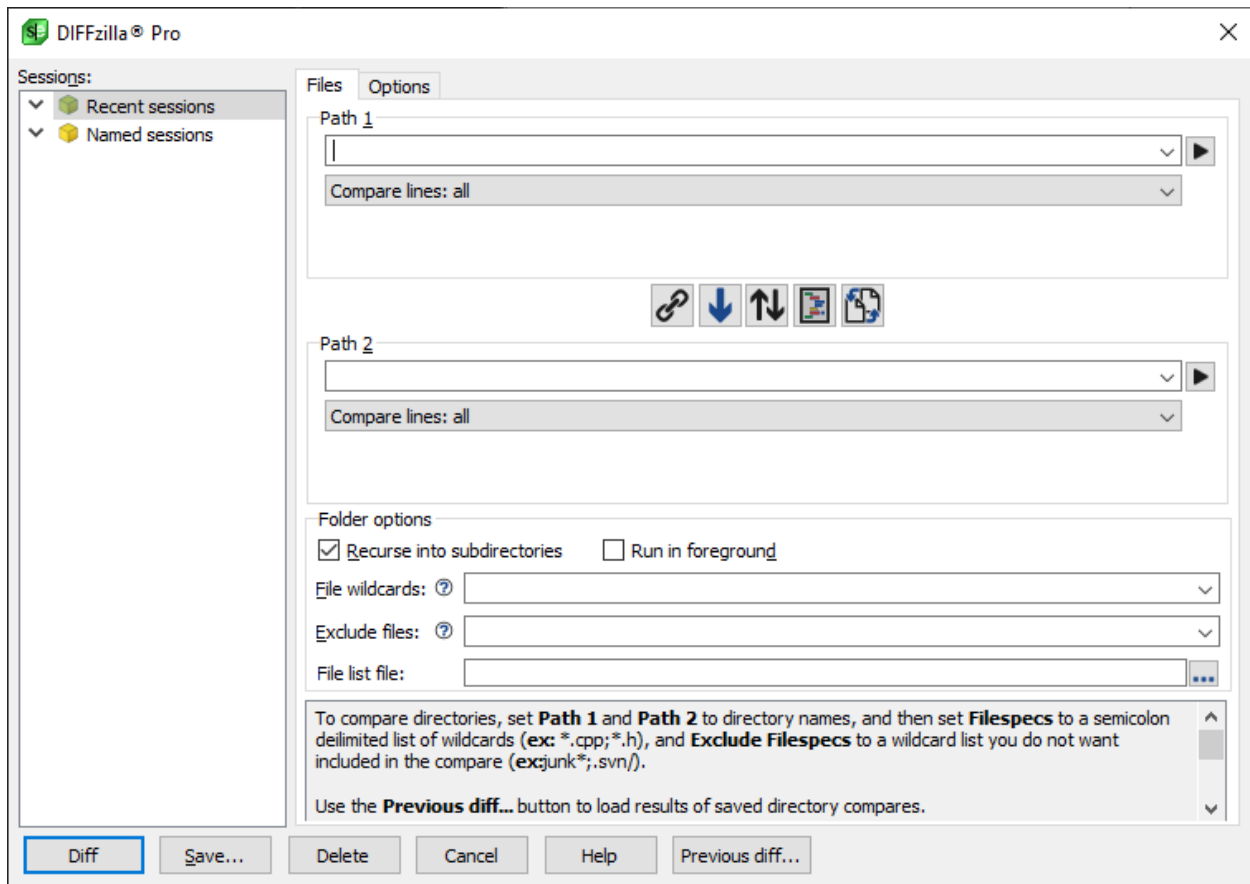 DIFFzilla® Pro
Sessions:
Recent sessions
Named sessions
Files
Options
Path 1
Compare lines: all
Path 2
Compare lines: all
Folder options
Recurse into subdirectories
Run in foreground
File wildcards:
Exclude files:
File list file:
...
To compare directories, set Path 1 and Path 2 to directory names, and then set Filespecs to a semicolon
deilimited list of wildcards (ex: *.cpp;*.h), and Exclude Filespecs to a wildcard list you do not want
included in the compare (ex:junk*;.svn/).
Use the Previous diff... button to load results of saved directory compares.
Diff
Save...
Delete
Cancel
Help
Previous diff...